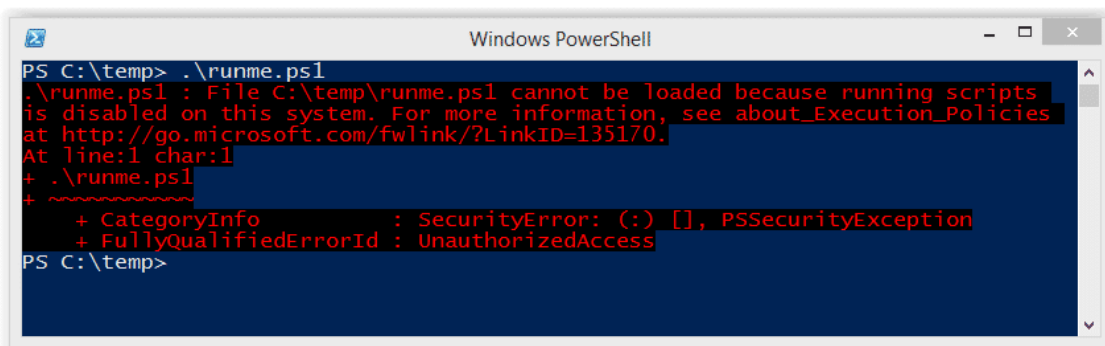 Windows PowerShell
PS C:\temp> .\runme.ps1
.\runme.ps1 : File C:\temp\runme.ps1 cannot be loaded because running scripts
is disabled on this system. For more information, see about_Execution_Policies
at http://go.microsoft.com/fwlink/?LinkID=135170.
At line:1 char:1
+ .\runme.ps1
+ ~~~~~~~~~~~
    + CategoryInfo          : SecurityError: (:) [], PSSecurityException
    + FullyQualifiedErrorId : UnauthorizedAccess
PS C:\temp>